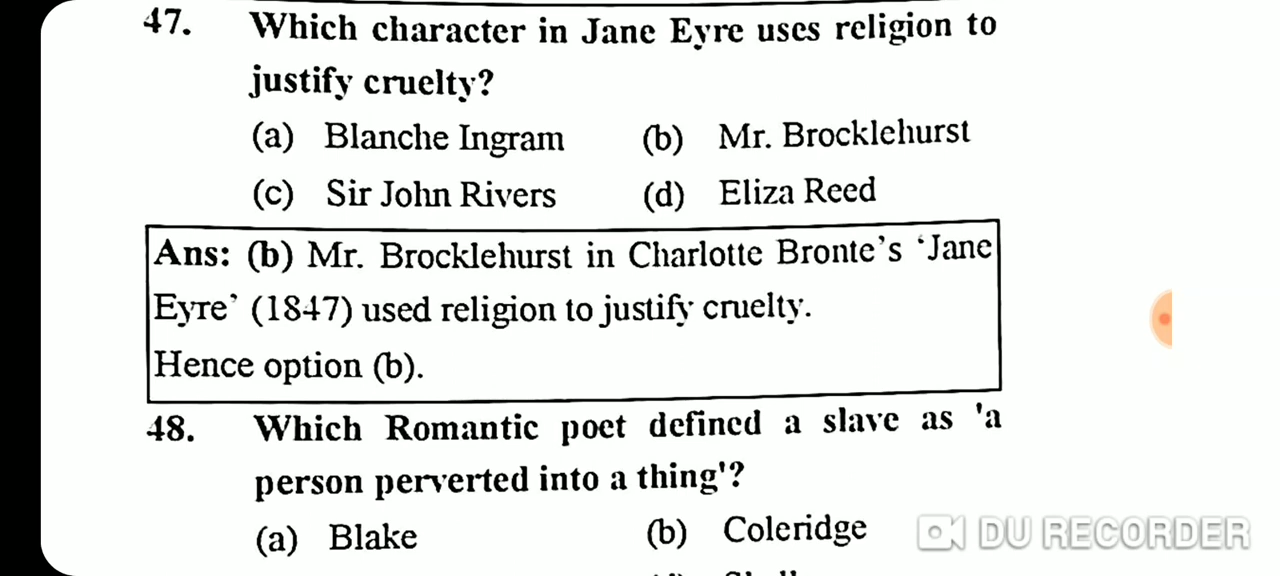 47. Which character in Jane Eyre uses religion to
justify cruelty?
(a) Blanche Ingram (b) Mr. Brocklehurst
(c) Sir John Rivers (d) Eliza Reed
Ans: (b) Mr. Brocklehurst in Charlotte Bronte's 'Jane
Eyre' (1847) used religion to justify cruelty.
Hence option (b).
48. Which Romantic poet defined a slave as 'a
person perverted into a thing'?
(a) Blake (b) Coleridge
DU RECORDER